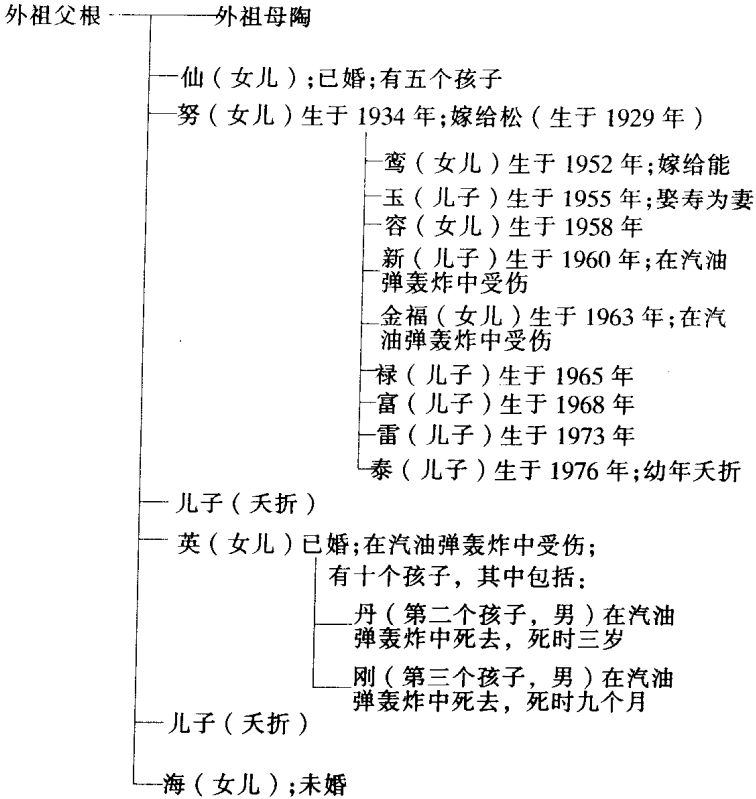 外祖父根 外祖母陶
仙（女儿）;已婚;有五个孩子
努（女儿）生于 1934 年;嫁给松（生于 1929 年）
鸾（女儿）生于 1952 年;嫁给能
玉（儿子）生于 1955 年;娶寿为妻
容（女儿）生于 1958 年
新（儿子）生于 1960 年;在汽油
弹轰炸中受伤
金福（女儿）生于 1963 年;在汽
油弹轰炸中受伤
禄（儿子）生于 1965 年
富（儿子）生于 1968 年
雷（儿子）生于 1973 年
泰（儿子）生于 1976 年;幼年夭折
儿子（夭折）
英（女儿）已婚;在汽油弹轰炸中受伤;
有十个孩子，其中包括:
丹（第二个孩子，男）在汽油
弹轰炸中死去，死时三岁
刚（第三个孩子，男）在汽油
弹轰炸中死去，死时九个月
儿子（夭折）
海（女儿）;未婚